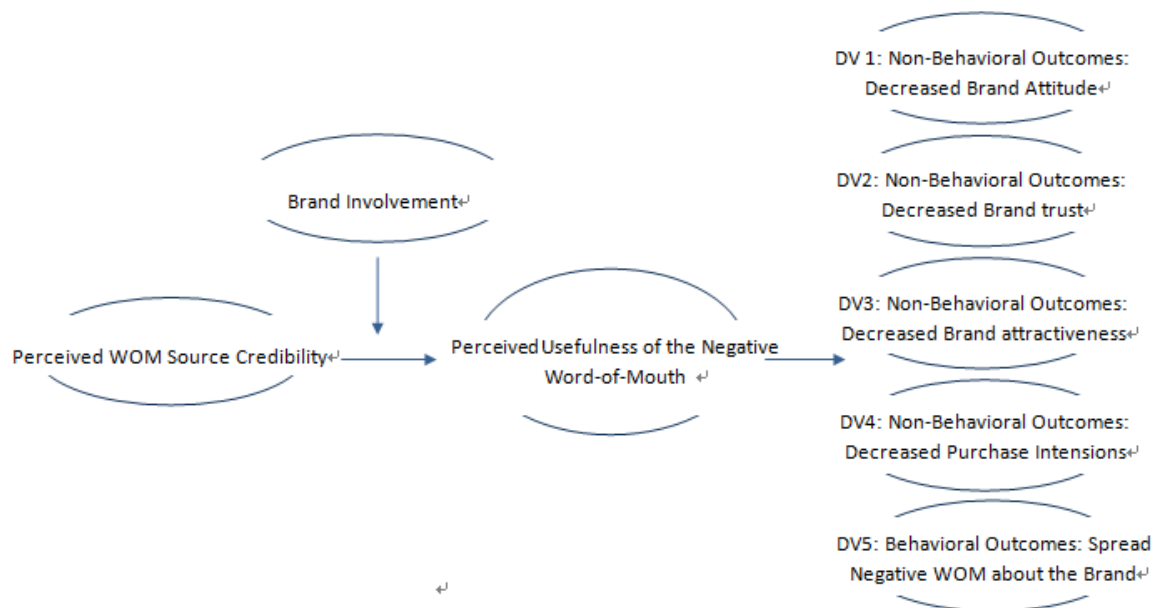 DV 1: Non-Behavioral Outcomes:
Decreased Brand Attitude↵
Brand Involvement↵
DV2: Non-Behavioral Outcomes:
Decreased Brand trust↵
Perceived WOM Source Credibility↵
Perceived Usefulness of the Negative
Word-of-Mouth ↵
DV3: Non-Behavioral Outcomes:
Decreased Brand attractiveness↵
DV4: Non-Behavioral Outcomes:
Decreased Purchase Intensions↵
DV5: Behavioral Outcomes: Spread
Negative WOM about the Brand↵
↵